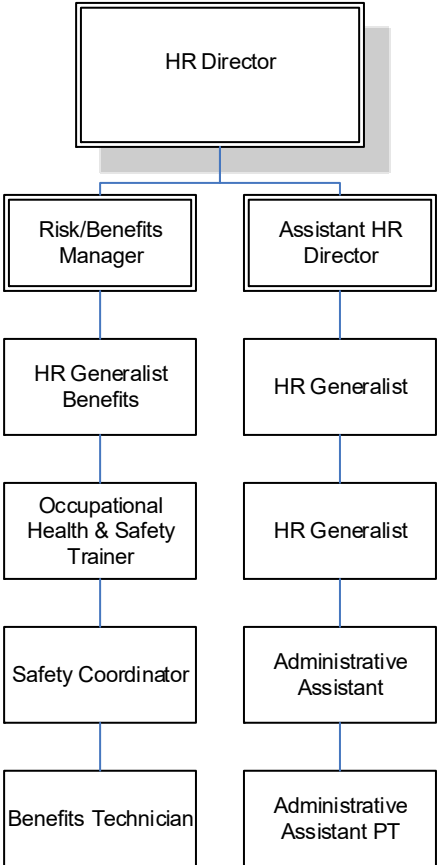 HR Director
Risk/Benefits
Manager
Assistant HR
Director
HR Generalist
Benefits
HR Generalist
Occupational
Health & Safety
Trainer
HR Generalist
Safety Coordinator
Administrative
Assistant
Benefits Technician
Administrative
Assistant PT